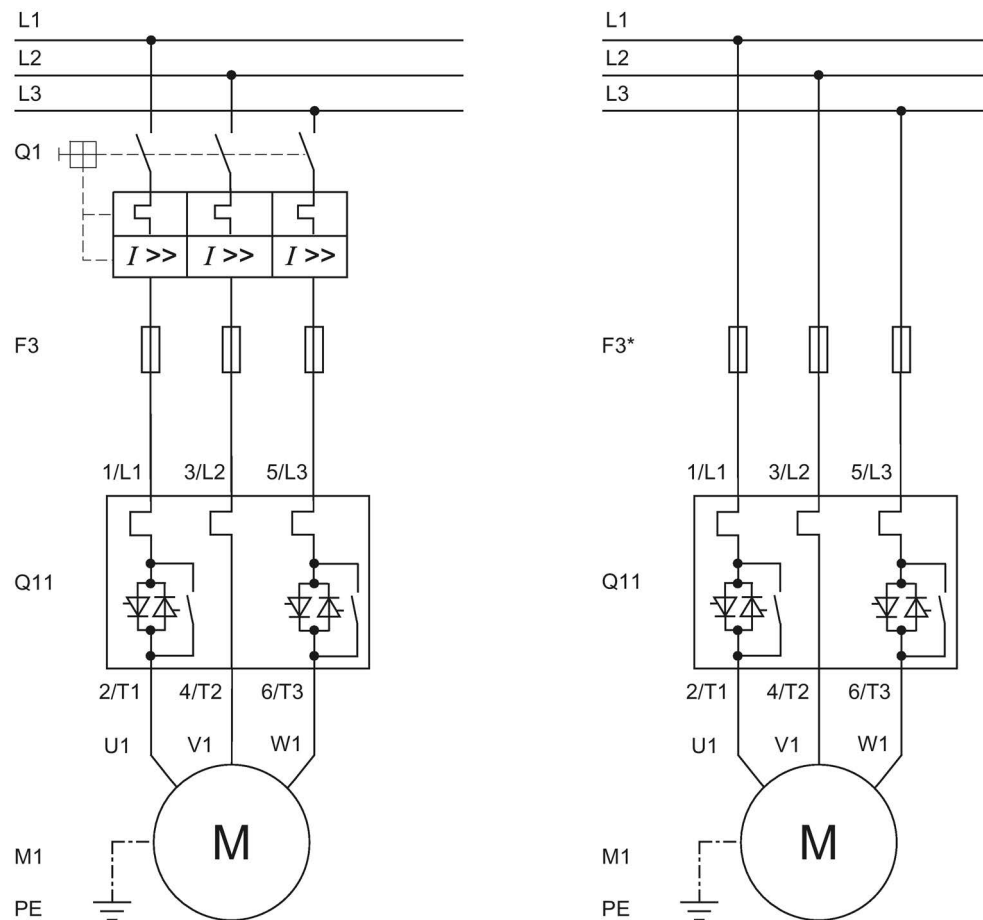 L1
L2
L3
Q1
I >> I >> I >>
F3
1/L1 3/L2 5/L3
Q11
2/T1 4/T2 6/T3
U1 V1 W1
M
M1
PE
L1
L2
L3
F3*
1/L1 3/L2 5/L3
Q11
2/T1 4/T2 6/T3
U1 V1 W1
M
M1
PE